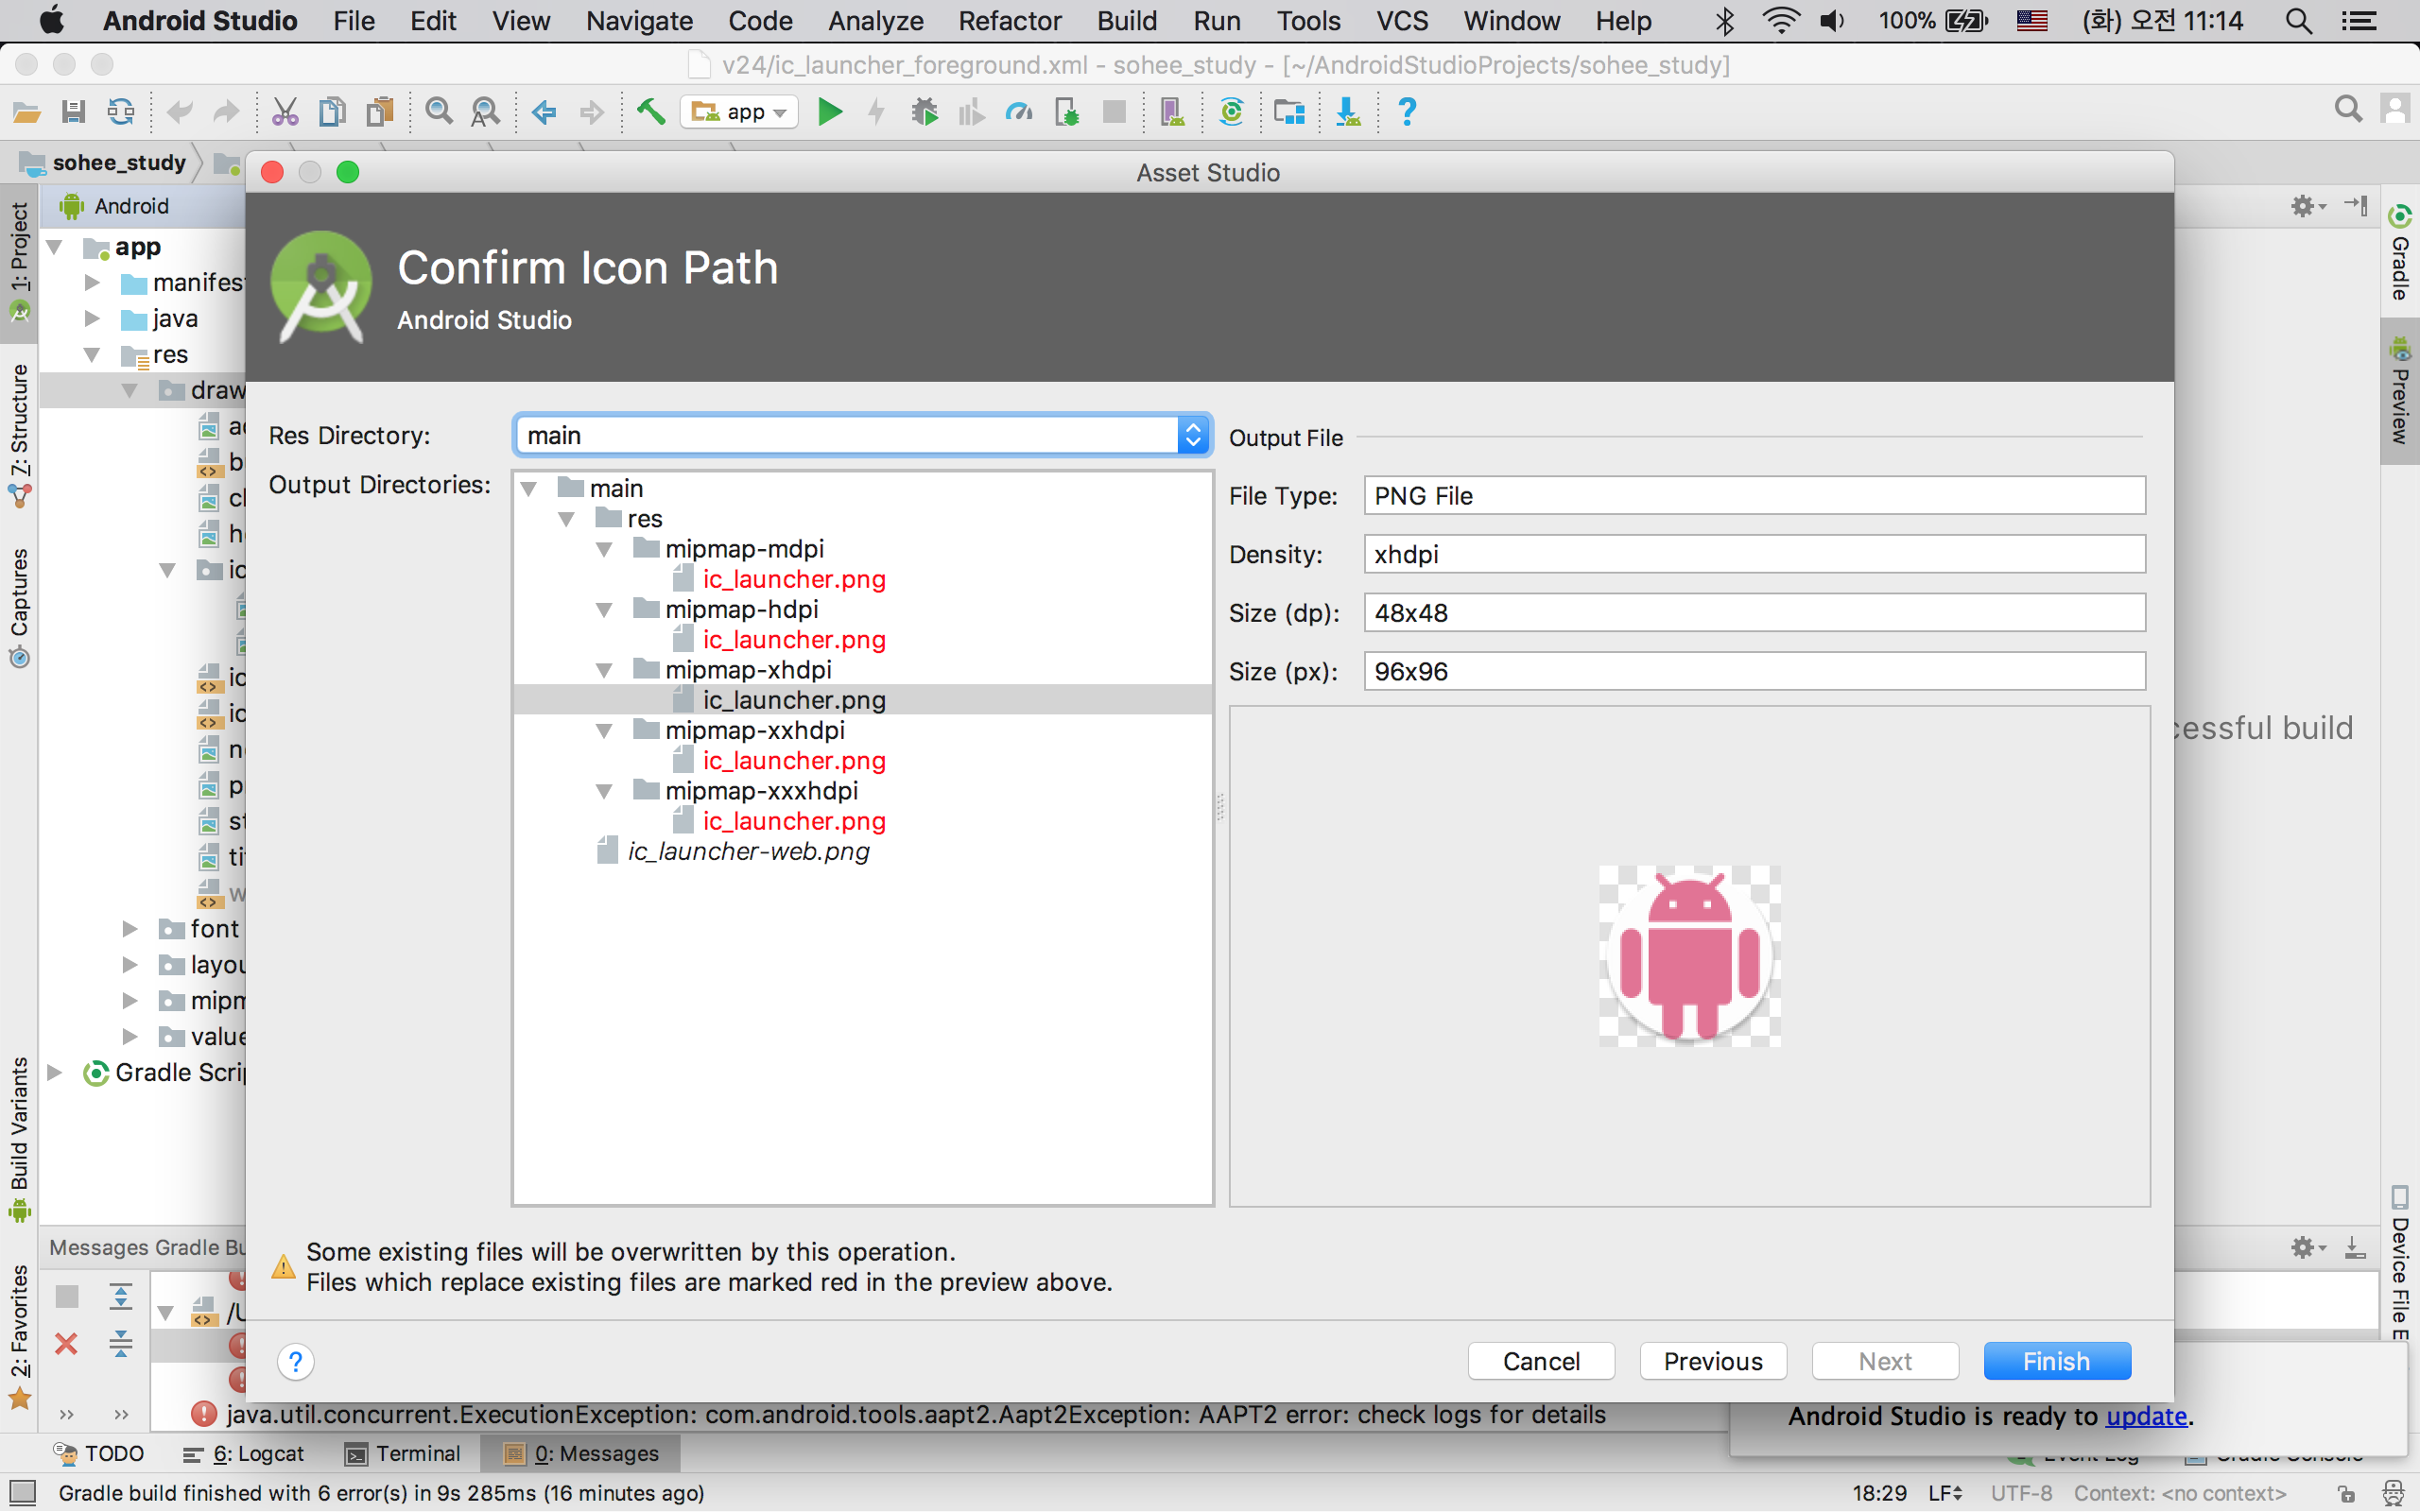 Android Studio File Edit View Navigate Code Analyze Refactor Build Run Tools VCS Window Help 100% (화) 오전 11:14
v24/ic_launcher_foreground.xml - sohee_study - [~/AndroidStudioProjects/sohee_study]
app
sohee_study
Asset Studio
1: Project
7: Structure
Captures
Build Variants
2: Favorites
Android
app
manifes
java
res
draw
font
layou
mipm
value
Gradle Scri
Confirm Icon Path
Android Studio
Res Directory: main
Output Directories:
main
res
mipmap-mdpi
ic_launcher.png
mipmap-hdpi
ic_launcher.png
mipmap-xhdpi
ic_launcher.png
mipmap-xxhdpi
ic_launcher.png
mipmap-xxxhdpi
ic_launcher.png
ic_launcher-web.png
Output File
File Type: PNG File
Density: xhdpi
Size (dp): 48x48
Size (px): 96x96
Some existing files will be overwritten by this operation.
Files which replace existing files are marked red in the preview above.
Cancel Previous Next Finish
Gradle
Preview
Device File E
cessful build
Messages Gradle Bu
/U
java.util.concurrent.ExecutionException: com.android.tools.aapt2.Aapt2Exception: AAPT2 error: check logs for details
Android Studio is ready to update.
TODO 6: Logcat Terminal 0: Messages Event Log Gradle Console
Gradle build finished with 6 error(s) in 9s 285ms (16 minutes ago) 18:29 LF UTF-8 Context: <no context>